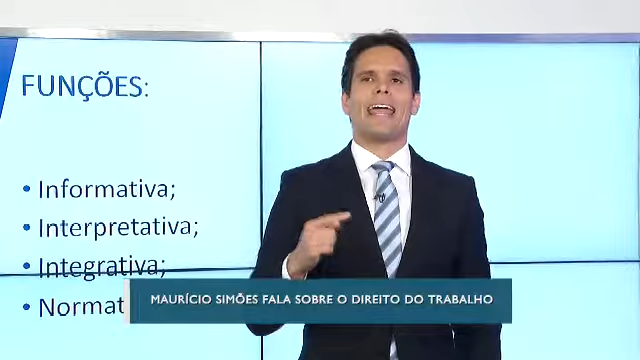 FUNÇÕES:
• Informativa;
• Interpretativa;
• Integrativa;
• Normat
MAURÍCIO SIMÕES FALA SOBRE O DIREITO DO TRABALHO